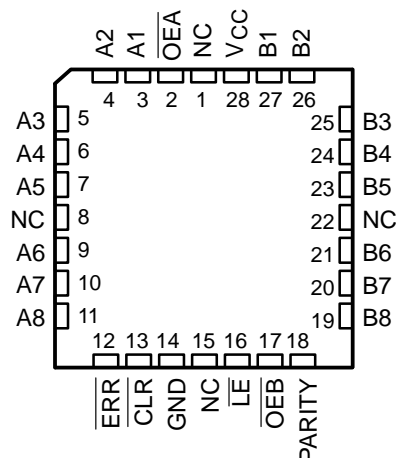 A2 A1 OEA NC VCC B1 B2
4 3 2 1 28 27 26
A3 5 25 B3
A4 6 24 B4
A5 7 23 B5
NC 8 22 NC
A6 9 21 B6
A7 10 20 B7
A8 11 19 B8
12 13 14 15 16 17 18
ERR CLR GND NC LE OEB PARITY